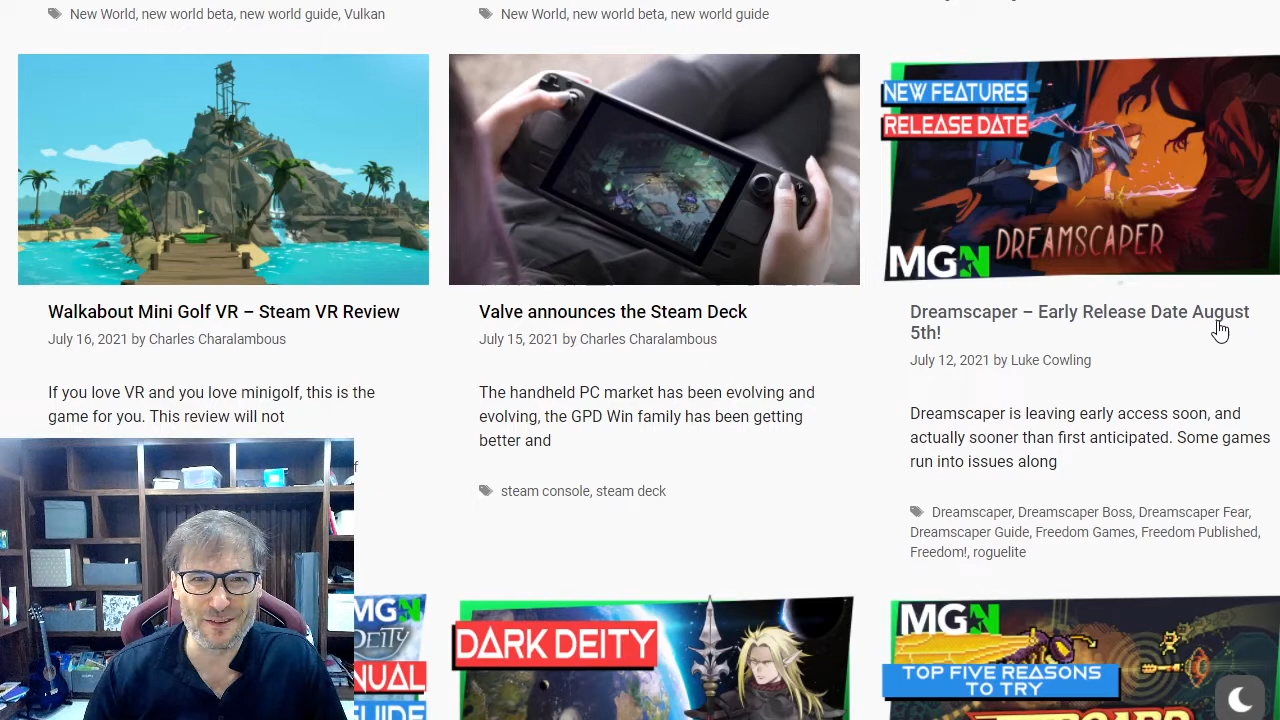 New World, new world beta, new world guide, Vulkan
New World, new world beta, new world guide
NEW FEATURES
RELEASE DATE
DREAMSCAPER
MGN
Walkabout Mini Golf VR – Steam VR Review
July 16, 2021 by Charles Charalambous
If you love VR and you love minigolf, this is the
game for you. This review will not
Valve announces the Steam Deck
July 15, 2021 by Charles Charalambous
The handheld PC market has been evolving and
evolving, the GPD Win family has been getting
better and
steam console, steam deck
Dreamscaper – Early Release Date August
5th!
July 12, 2021 by Luke Cowling
Dreamscaper is leaving early access soon, and
actually sooner than first anticipated. Some games
run into issues along
Dreamscaper, Dreamscaper Boss, Dreamscaper Fear,
Dreamscaper Guide, Freedom Games, Freedom Published,
Freedom!, roguelite
f
MGN
DEITY
NUAL
GUIDE
DARK DEITY
MGN
TOP FIVE REASONS
TO TRY